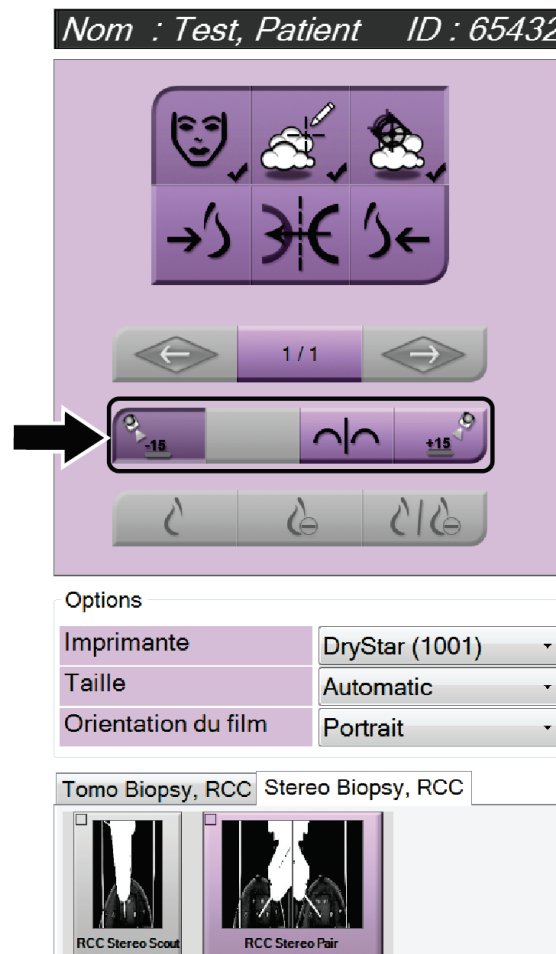 Nom : Test, Patient ID : 65432
1 / 1
-15 +15
Options
Imprimante DryStar (1001)
Taille Automatic
Orientation du film Portrait
Tomo Biopsy, RCC Stereo Biopsy, RCC
RCC Stereo Scout RCC Stereo Pair